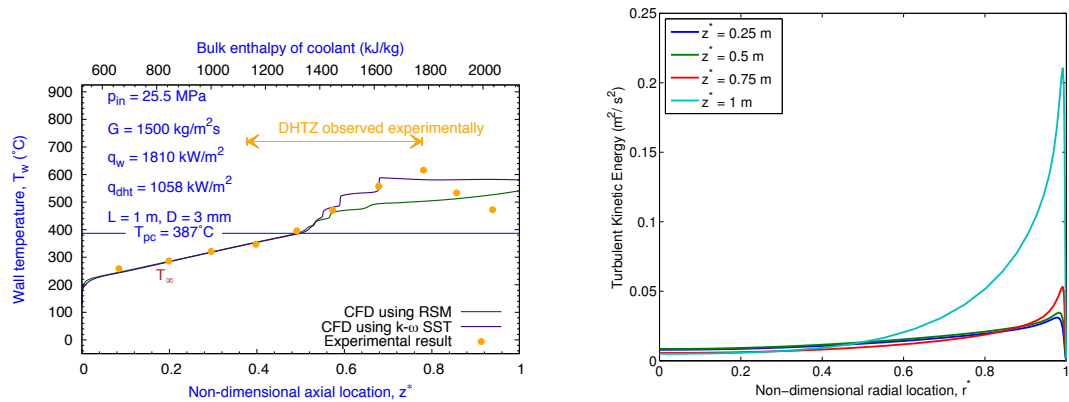 Bulk enthalpy of coolant (kJ/kg)
600 800 1000 1200 1400 1600 1800 2000
Wall temperature, T_w (°C)
900
800
700
600
500
400
300
200
100
0
p_in = 25.5 MPa
G = 1500 kg/m²s
q_w = 1810 kW/m²
q_dht = 1058 kW/m²
L = 1 m, D = 3 mm
T_pc = 387°C
DHTZ observed experimentally
T_∞
CFD using RSM
CFD using k-ω SST
Experimental result
0 0.2 0.4 0.6 0.8 1
Non-dimensional axial location, z*
z* = 0.25 m
z* = 0.5 m
z* = 0.75 m
z* = 1 m
Turbulent Kinetic Energy (m²/ s²)
0.25
0.2
0.15
0.1
0.05
0
0 0.2 0.4 0.6 0.8 1
Non−dimensional radial location, r*